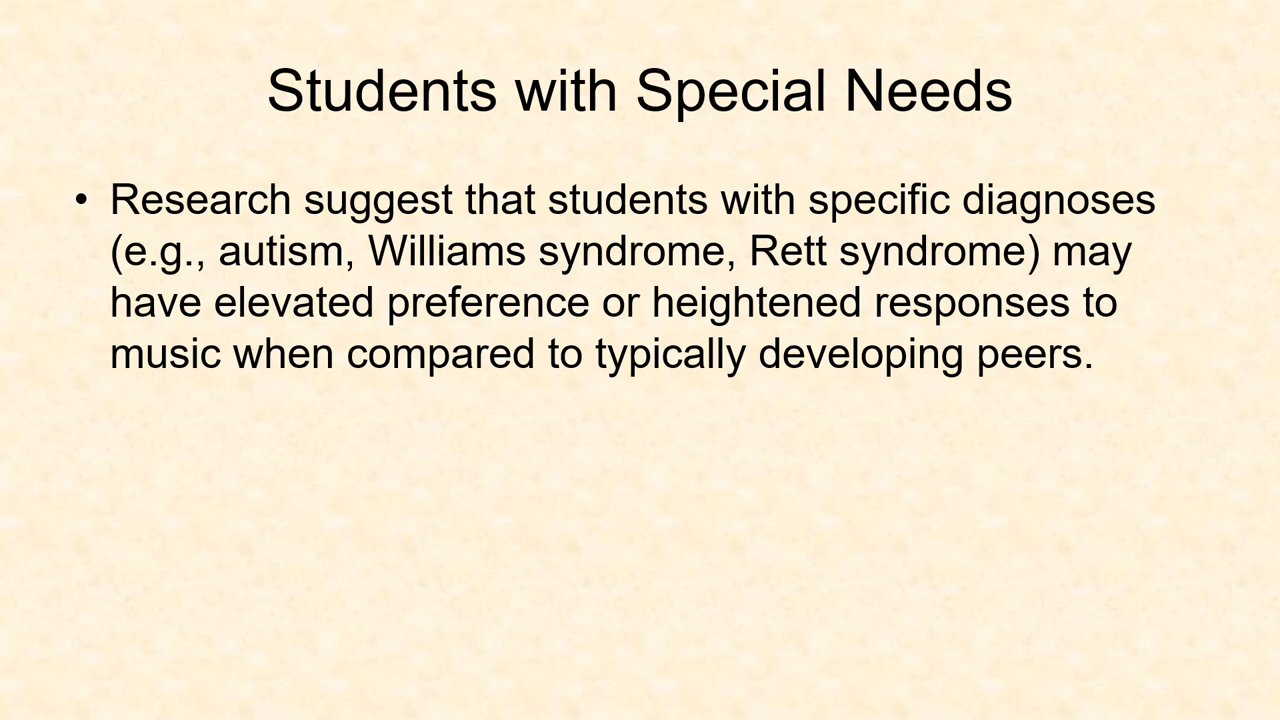 Students with Special Needs
• Research suggest that students with specific diagnoses
(e.g., autism, Williams syndrome, Rett syndrome) may
have elevated preference or heightened responses to
music when compared to typically developing peers.